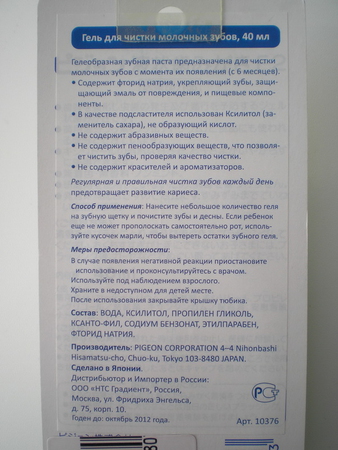 Гель для чистки молочных зубов, 40 мл
Гелеобразная зубная паста предназначена для чистки
молочных зубов с момента их появления (с 6 месяцев).
• Содержит фторид натрия, укрепляющий зубы, защи-
щающий эмаль от повреждения, и пищевые компо-
ненты.
• В качестве подсластителя использован Ксилитол (за-
менитель сахара), не образующий кислот.
• Не содержит абразивных веществ.
• Не содержит пенообразующих веществ, что позволя-
ет чистить зубы, проверяя качество чистки.
• Не содержит красителей и ароматизаторов.
Регулярная и правильная чистка зубов каждый день
предотвращает развитие кариеса.
Способ применения: Нанесите небольшое количество геля
на зубную щетку и почистите зубы и десны. Если ребенок
еще не может прополоскать самостоятельно рот, исполь-
зуйте кусочек марли, чтобы вытереть остатки зубного геля.
Меры предосторожности:
В случае появления негативной реакции приостановите
использование и проконсультируйтесь с врачом.
Используйте под наблюдением взрослого.
Храните в недоступном для детей месте.
После использования закрывайте крышку тюбика.
Состав: ВОДА, КСИЛИТОЛ, ПРОПИЛЕН ГЛИКОЛЬ,
КСАНТО-ФИЛ, СОДИУМ БЕНЗОНАТ, ЭТИЛПАРАБЕН,
ФТОРИД НАТРИЯ.
Производитель: PIGEON CORPORATION 4–4 Nihonbashi
Hisamatsu-cho, Chuo-ku, Tokyo 103-8480 JAPAN.
Сделано в Японии.
Дистрибьютор и Импортер в России:
ООО «НТС Градиент», Россия,
Москва, ул. Фридриха Энгельса,
д. 75, корп. 10.
Годен до: октябрь 2012 года.
Арт. 10376